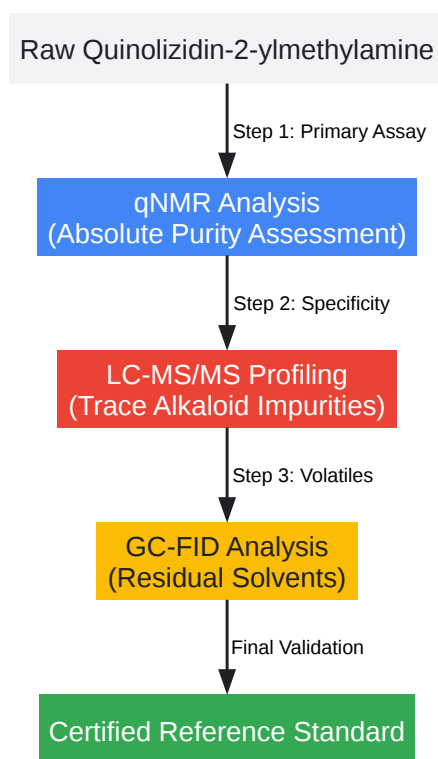 Raw Quinolizidin-2-ylmethylamine
Step 1: Primary Assay
qNMR Analysis
(Absolute Purity Assessment)
Step 2: Specificity
LC-MS/MS Profiling
(Trace Alkaloid Impurities)
Step 3: Volatiles
GC-FID Analysis
(Residual Solvents)
Final Validation
Certified Reference Standard